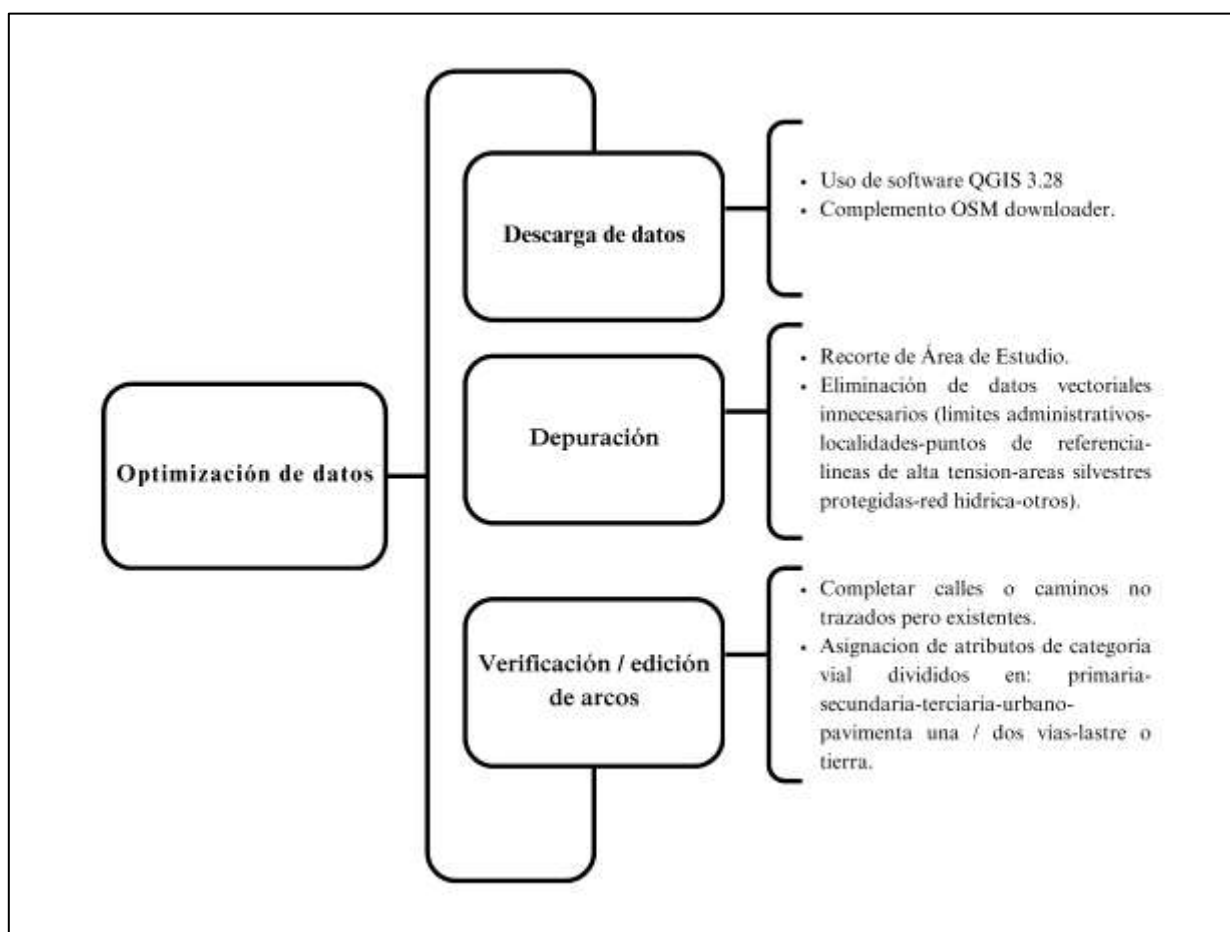 Optimización de datos
Descarga de datos
• Uso de software QGIS 3.28
• Complemento OSM downloader.
Depuración
• Recorte de Área de Estudio.
• Eliminación de datos vectoriales
innecesarios (limites administrativos-
localidades-puntos de referencia-
lineas de alta tension-areas silvestres
protegidas-red hidrica-otros).
Verificación / edición
de arcos
• Completar calles o caminos no
trazados pero existentes.
• Asignacion de atributos de categoria
vial divididos en: primaria-
secundaria-terciaria-urbano-
pavimenta una / dos vias-lastre o
tierra.